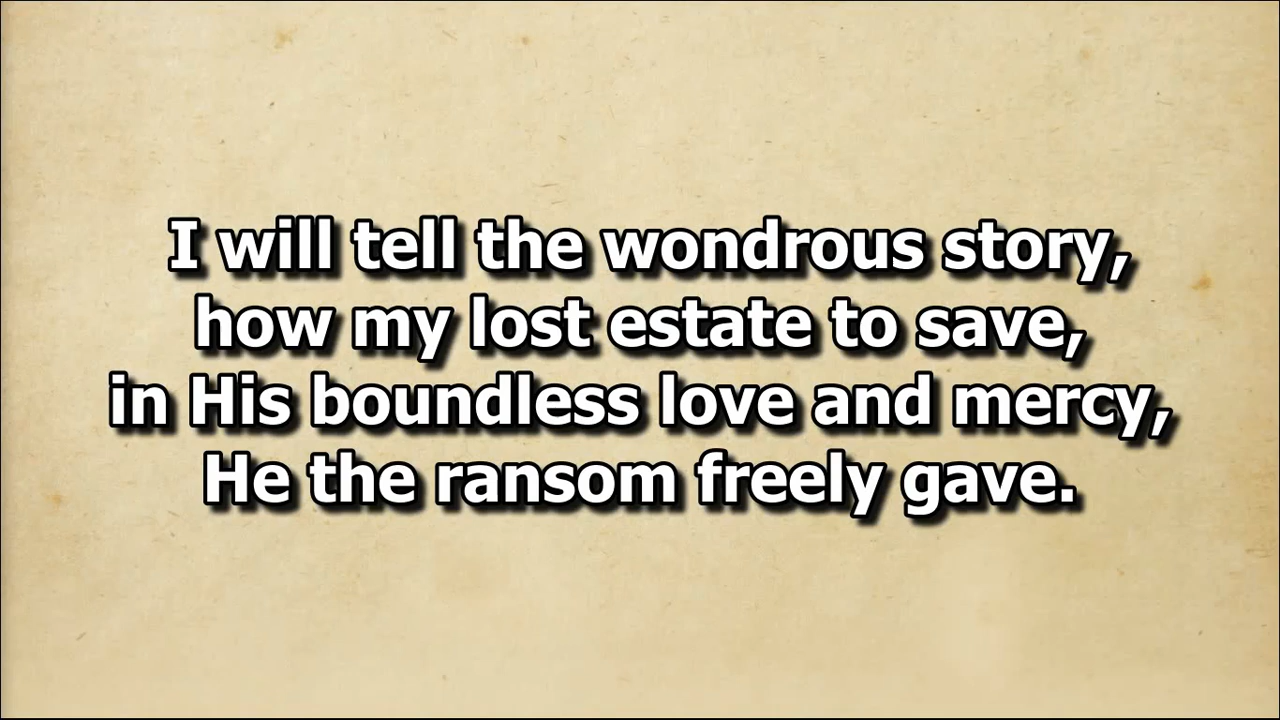 I will tell the wondrous story,
how my lost estate to save,
in His boundless love and mercy,
He the ransom freely gave.